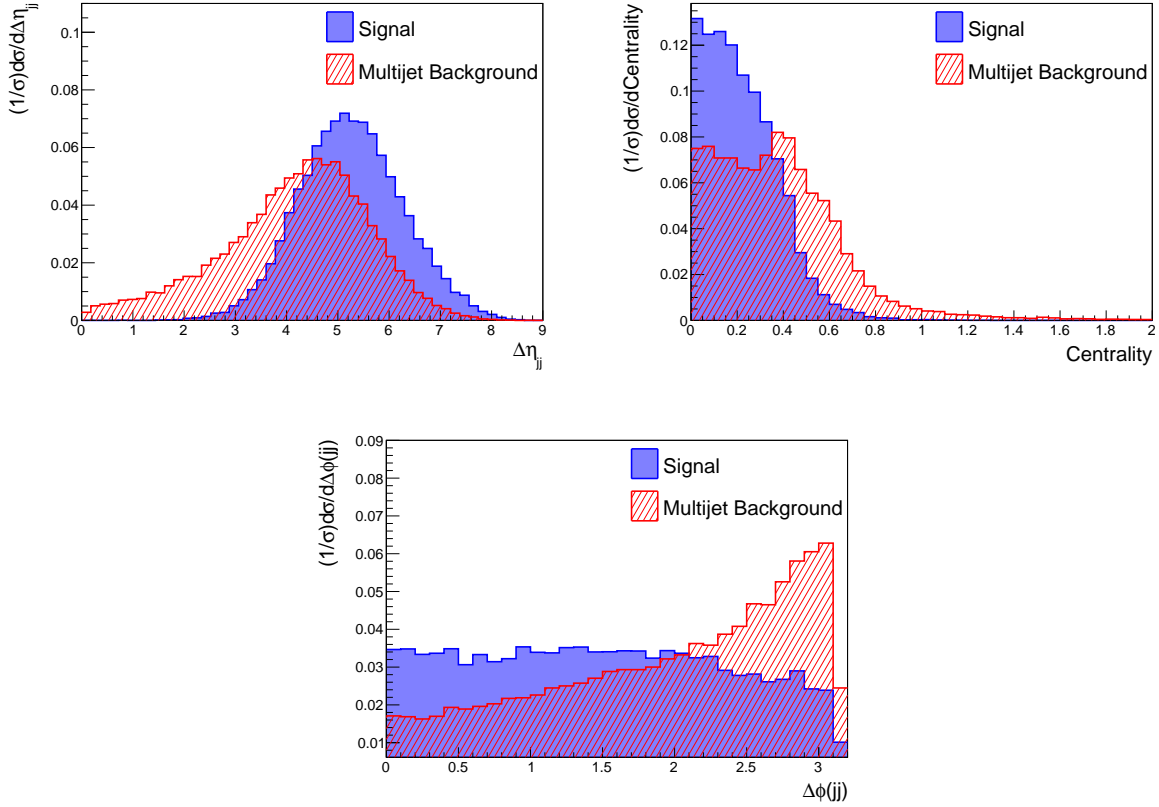 (1/σ)dσ/dΔη_jj
0.1
0.08
0.06
0.04
0.02
0
0 1 2 3 4 5 6 7 8 9
Δη_jj
Signal
Multijet Background
(1/σ)dσ/dCentrality
0.12
0.1
0.08
0.06
0.04
0.02
0
0 0.2 0.4 0.6 0.8 1 1.2 1.4 1.6 1.8 2
Centrality
Signal
Multijet Background
(1/σ)dσ/dΔϕ(jj)
0.09
0.08
0.07
0.06
0.05
0.04
0.03
0.02
0.01
0 0.5 1 1.5 2 2.5 3
Δϕ(jj)
Signal
Multijet Background